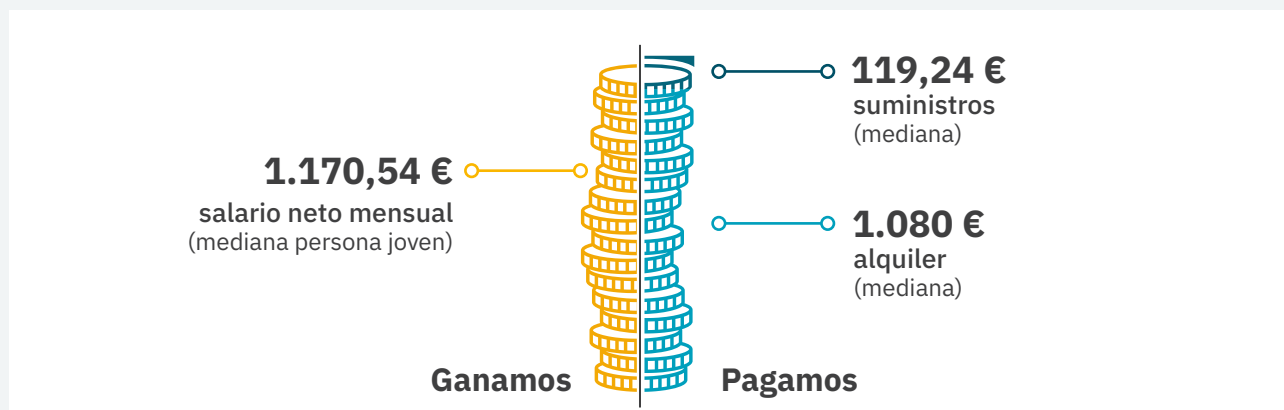 1.170,54 €
salario neto mensual
(mediana persona joven)
Ganamos
119,24 €
suministros
(mediana)
1.080 €
alquiler
(mediana)
Pagamos